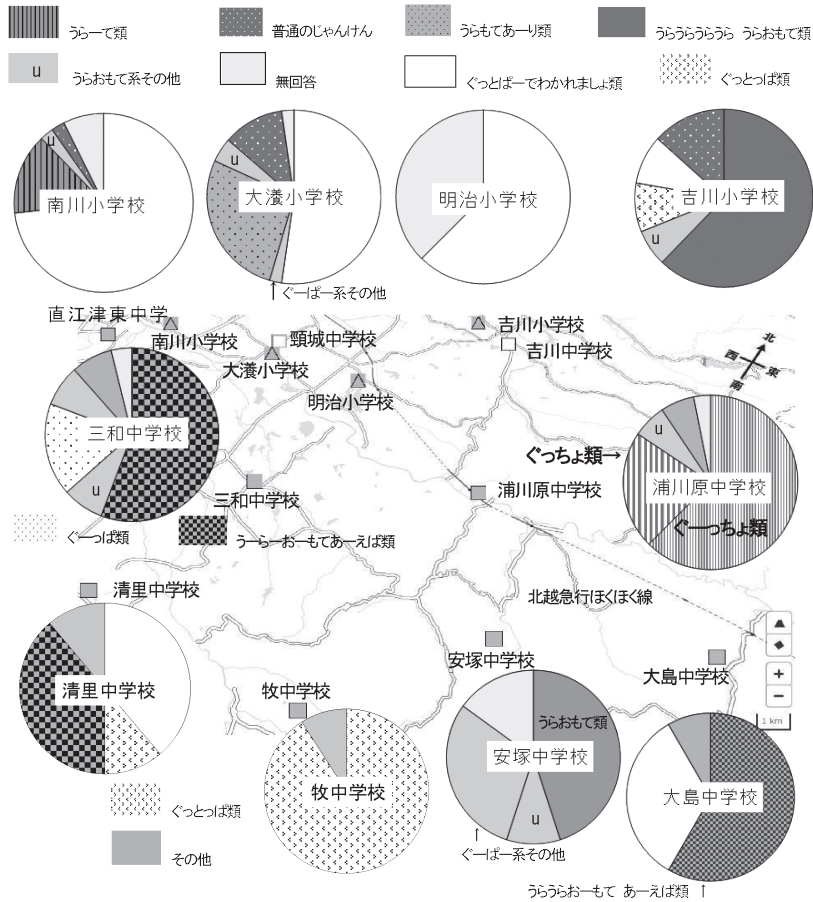 うらーて類
普通のじゃんけん
うらもてあーり類
うらうらうらうら うらおもて類
u
うらおもて系その他
無回答
ぐっとぱーでわかれましょ類
ぐっとっぱ類
u
南川小学校
u
大瀁小学校
明治小学校
u
吉川小学校
↑ぐーぱー系その他
直江津東中学
南川小学校
頸城中学校
大瀁小学校
明治小学校
吉川小学校
吉川中学校
北
西
東
南
三和中学校
u
三和中学校
ぐっちょ類→
浦川原中学校
u
浦川原中学校
ぐーっちょ類
ぐーっぱ類
うーらーおーもてあーえぱ類
清里中学校
北越急行ほくほく線
清里中学校
牧中学校
安塚中学校
大島中学校
+
−
1 km
牧中学校
うらおもて類
安塚中学校
u
↑
ぐーぱー系その他
大島中学校
ぐっとっぱ類
その他
うらうらおーもて あーえば類 ↑